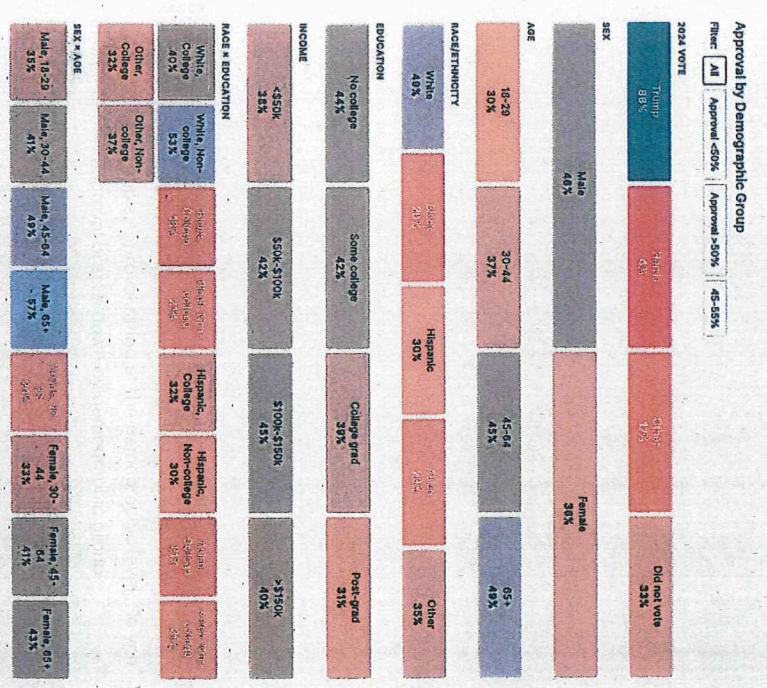 Approval by Demographic Group
Filter:
All
Approval <50%
Approval >50%
45-55%
2024 VOTE
Trump
88%
Other
Did not vote
33%
SEX
Male
46%
Female
36%
AGE
18-29
30%
30-44
37%
45-64
45%
65+
49%
RACE/ETHNICITY
White
49%
Hispanic
30%
Other
35%
EDUCATION
No college
44%
Some college
42%
College grad
39%
Post-grad
31%
INCOME
<$50k
38%
$50k-$100k
42%
$100k-$150k
45%
>$150k
40%
RACE × EDUCATION
White,
College
40%
White, Non-
college
53%
Hispanic,
College
32%
Hispanic,
Non-college
30%
Other,
College
32%
Other, Non-
college
37%
SEX × AGE
Male, 18-29
35%
Male, 30-44
41%
Male, 45-64
49%
Male, 65+
57%
Female, 30-
44
33%
Female, 45-
64
41%
Female, 65+
43%